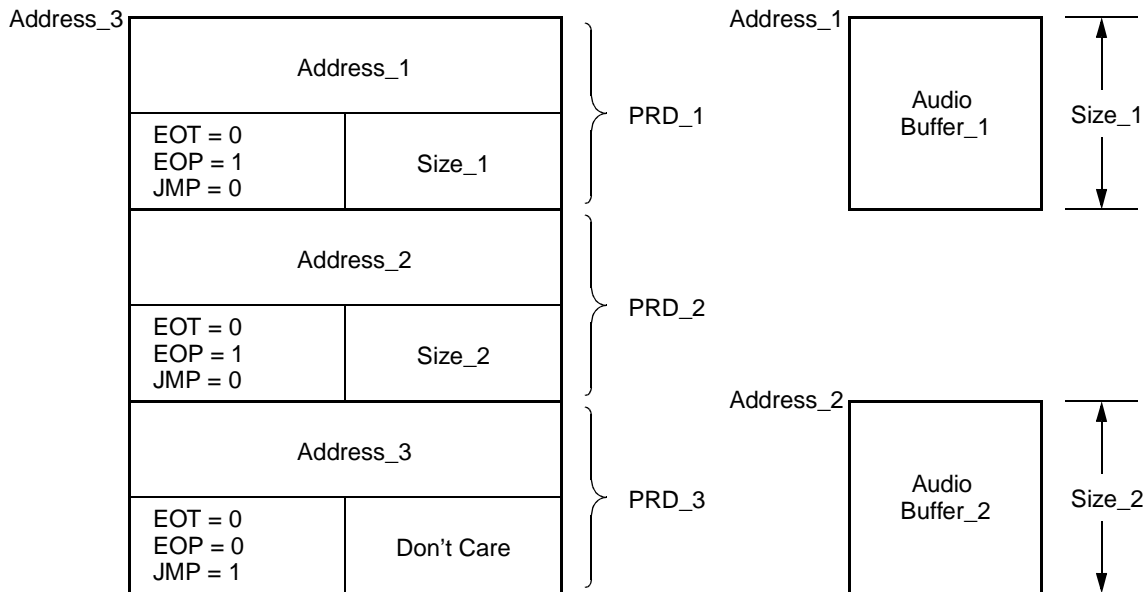 Address_3
Address_1
EOT = 0
EOP = 1
JMP = 0
Size_1
PRD_1
Address_2
EOT = 0
EOP = 1
JMP = 0
Size_2
PRD_2
Address_3
EOT = 0
EOP = 0
JMP = 1
Don't Care
PRD_3
Address_1
Audio
Buffer_1
Size_1
Address_2
Audio
Buffer_2
Size_2